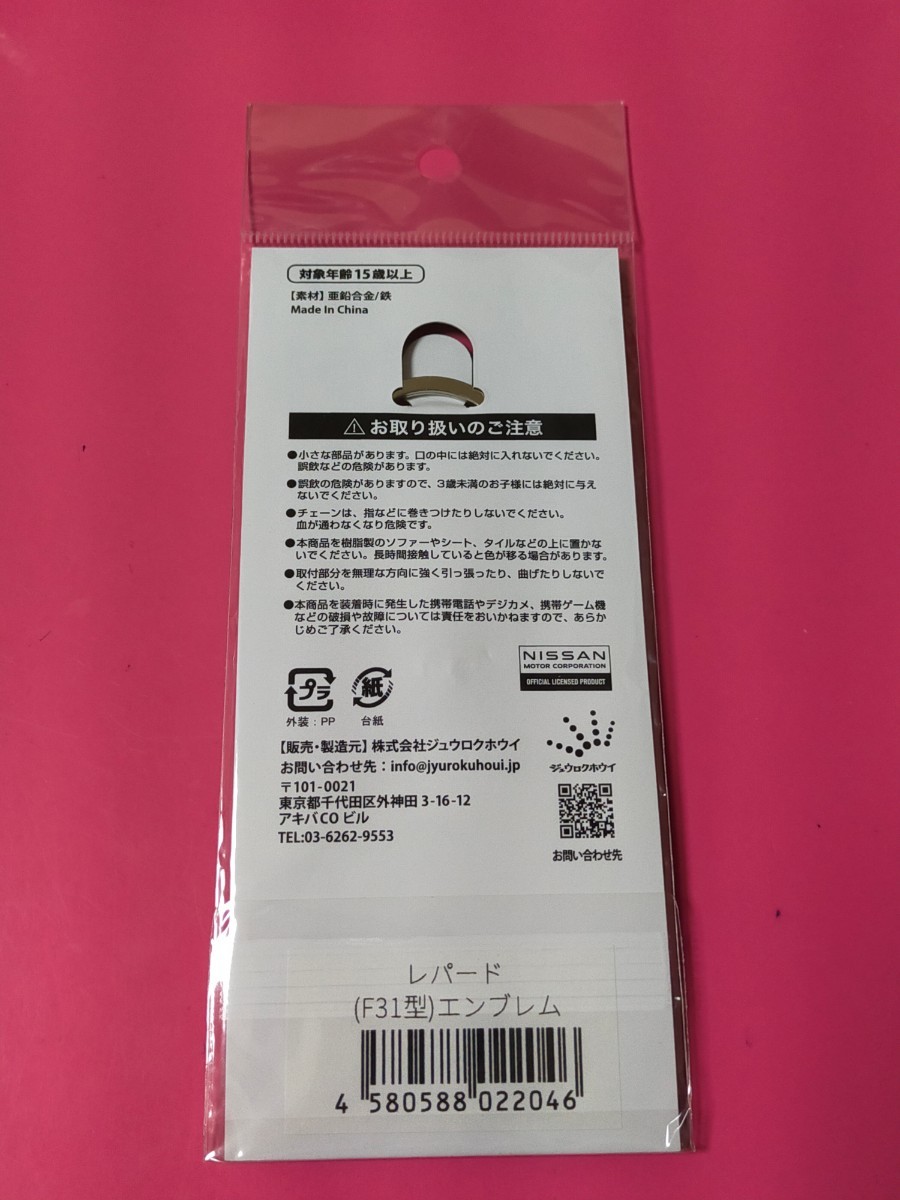 対象年齢15歳以上
【素材】亜鉛合金/鉄
Made In China
⚠お取り扱いのご注意
●小さな部品があります。口の中には絶対に入れないでください。
誤飲などの危険があります。
●誤飲の危険がありますので、3歳未満のお子様には絶対に与え
ないでください。
●チェーンは、指などに巻きつけたりしないでください。
血が通わなくなり危険です。
●本商品を樹脂製のソファーやシート、タイルなどの上に置かな
いでください。長時間接触していると色が移る場合があります。
●取付部分を無理な方向に強く引っ張ったり、曲げたりしないで
ください。
●本商品を装着時に発生した携帯電話やデジカメ、携帯ゲーム機
などの破損や故障については責任をおいかねますので、あらか
じめご了承ください。
NISSAN
MOTOR CORPORATION
OFFICIAL LICENSED PRODUCT
プラ
外装：PP
紙
台紙
【販売・製造元】株式会社ジュウロクホウイ
お問い合わせ先：info@jyurokuhoui.jp
〒101-0021
東京都千代田区外神田3-16-12
アキバCOビル
TEL:03-6262-9553
ジュウロクホウイ
お問い合わせ先
レパード
(F31型)エンブレム
4 580588 022046